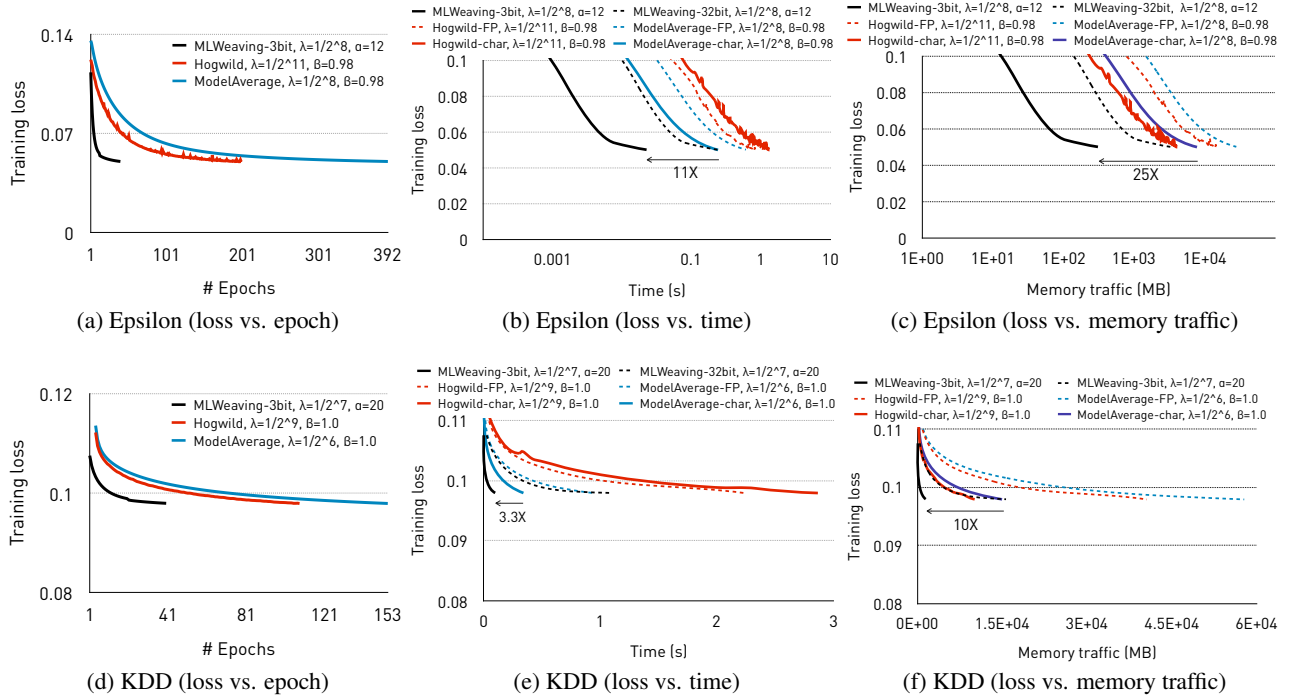 0.14
0.07
0
Training loss
MLWeaving-3bit, λ=1/2^8, α=12
Hogwild, λ=1/2^11, β=0.98
ModelAverage, λ=1/2^8, β=0.98
1 101 201 301 392
# Epochs
(a) Epsilon (loss vs. epoch)
MLWeaving-3bit, λ=1/2^8, α=12 MLWeaving-32bit, λ=1/2^8, α=12
Hogwild-FP, λ=1/2^11, β=0.98 ModelAverage-FP, λ=1/2^8, β=0.98
Hogwild-char, λ=1/2^11, β=0.98 ModelAverage-char, λ=1/2^8, β=0.98
0.1
0.08
0.06
0.04
0.02
0
Training loss
11X
0.001 0.1 1 10
Time (s)
(b) Epsilon (loss vs. time)
MLWeaving-3bit, λ=1/2^8, α=12 MLWeaving-32bit, λ=1/2^8, α=12
Hogwild-FP, λ=1/2^11, β=0.98 ModelAverage-FP, λ=1/2^8, β=0.98
Hogwild-char, λ=1/2^11, β=0.98 ModelAverage-char, λ=1/2^8, β=0.98
0.1
0.08
0.06
0.04
0.02
0
Training loss
25X
1E+00 1E+01 1E+02 1E+03 1E+04
Memory traffic (MB)
(c) Epsilon (loss vs. memory traffic)
0.12
0.1
0.08
Training loss
MLWeaving-3bit, λ=1/2^7, α=20
Hogwild, λ=1/2^9, β=1.0
ModelAverage, λ=1/2^6, β=1.0
1 41 81 121 153
# Epochs
(d) KDD (loss vs. epoch)
MLWeaving-3bit, λ=1/2^7, α=20 MLWeaving-32bit, λ=1/2^7, α=20
Hogwild-FP, λ=1/2^9, β=1.0 ModelAverage-FP, λ=1/2^6, β=1.0
Hogwild-char, λ=1/2^9, β=1.0 ModelAverage-char, λ=1/2^6, β=1.0
0.11
0.1
0.09
0.08
Training loss
3.3X
0 1 2 3
Time (s)
(e) KDD (loss vs. time)
MLWeaving-3bit, λ=1/2^7, α=20 MLWeaving-3bit, λ=1/2^7, α=20
Hogwild-FP, λ=1/2^9, β=1.0 ModelAverage-FP, λ=1/2^6, β=1.0
Hogwild-char, λ=1/2^9, β=1.0 ModelAverage-char, λ=1/2^6, β=1.0
0.11
0.1
0.09
0.08
Training loss
10X
0E+00 1.5E+04 3E+04 4.5E+04 6E+04
Memory traffic (MB)
(f) KDD (loss vs. memory traffic)